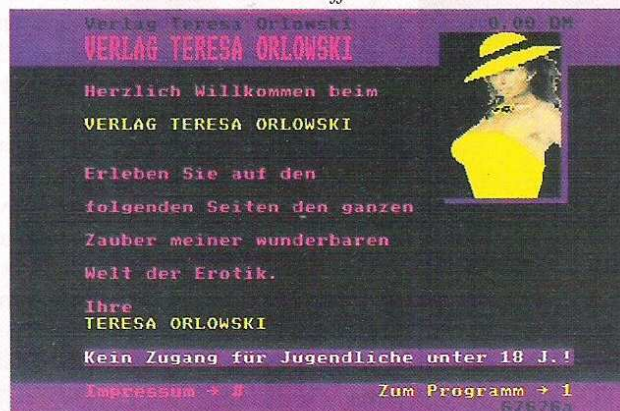 Verlag Teresa Orlowski 0,00 DM
VERLAG TERESA ORLOWSKI
Herzlich Willkommen beim
VERLAG TERESA ORLOWSKI
Erleben Sie auf den
folgenden Seiten den ganzen
Zauber meiner wunderbaren
Welt der Erotik.
Ihre
TERESA ORLOWSKI
Kein Zugang für Jugendliche unter 18 J.!
Impressum → # Zum Programm → 1